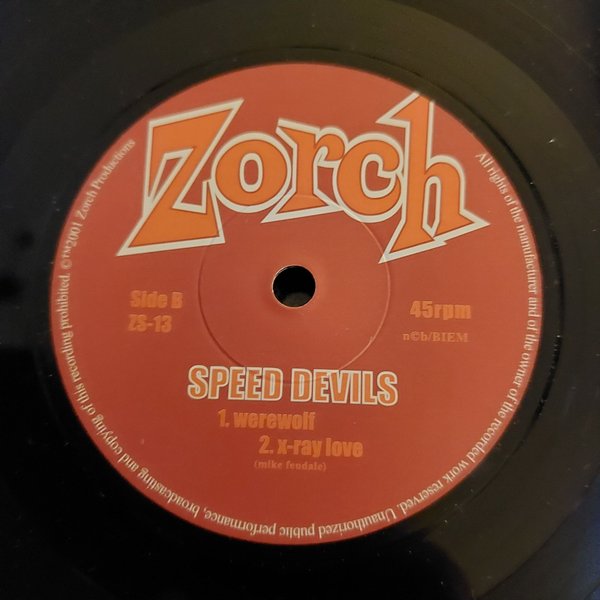 Zorch
Side B
ZS-13
45rpm
n©b/BIEM
SPEED DEVILS
1. werewolf
2. x-ray love
(mike feudale)
All rights of the manufacturer and of the owner of the recorded work reserved. Unauthorized public performance, broadcasting and copying of this recording prohibited. ©™2001 Zorch Productions